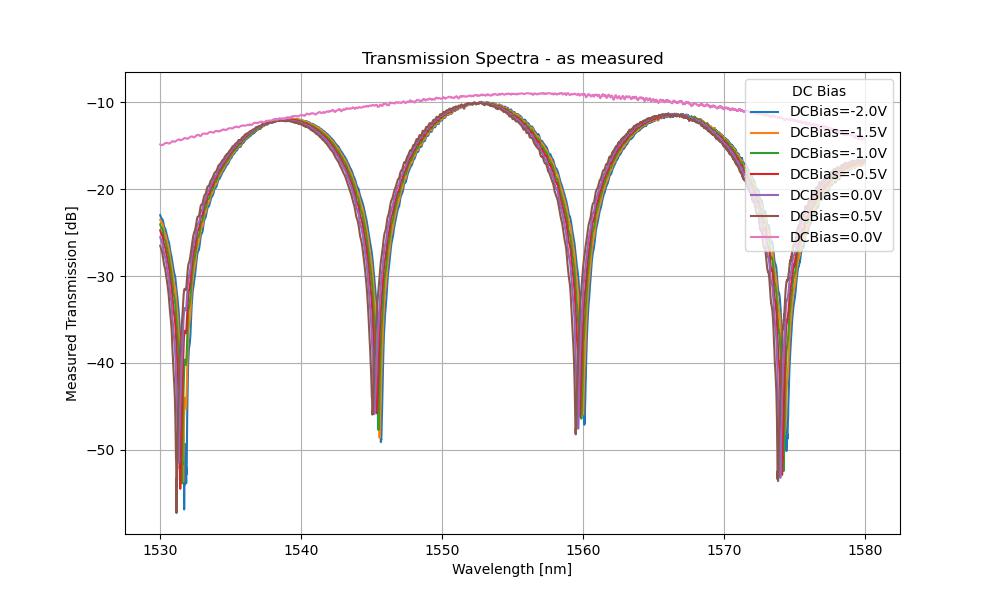 Transmission Spectra - as measured
DC Bias
DCBias=-2.0V
DCBias=-1.5V
DCBias=-1.0V
DCBias=-0.5V
DCBias=0.0V
DCBias=0.5V
DCBias=0.0V
−10
−20
−30
−40
−50
Measured Transmission [dB]
1530 1540 1550 1560 1570 1580
Wavelength [nm]